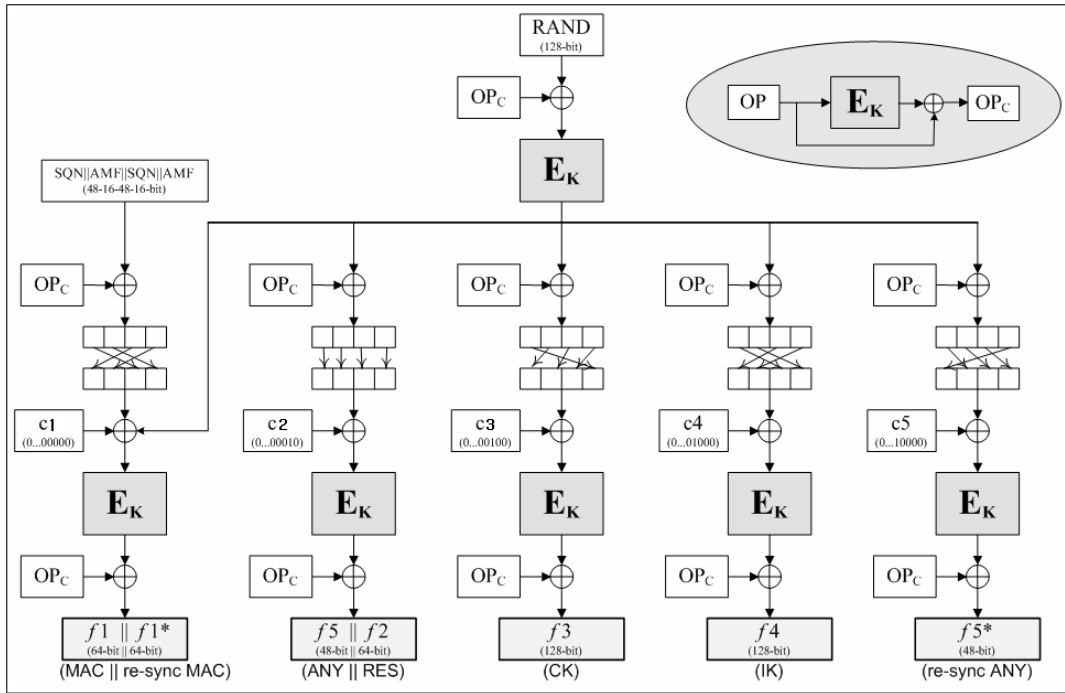 RAND
(128-bit)
OPC
EK
OP
EK
OPC
SQN||AMF||SQN||AMF
(48-16-48-16-bit)
OPC
OPC
OPC
OPC
OPC
c1
(0...00000)
c2
(0...00010)
c3
(0...00100)
c4
(0...01000)
c5
(0...10000)
EK
EK
EK
EK
EK
OPC
OPC
OPC
OPC
OPC
f1 || f1*
(64-bit || 64-bit)
(MAC || re-sync MAC)
f5 || f2
(48-bit || 64-bit)
(ANY || RES)
f3
(128-bit)
(CK)
f4
(128-bit)
(IK)
f5*
(48-bit)
(re-sync ANY)